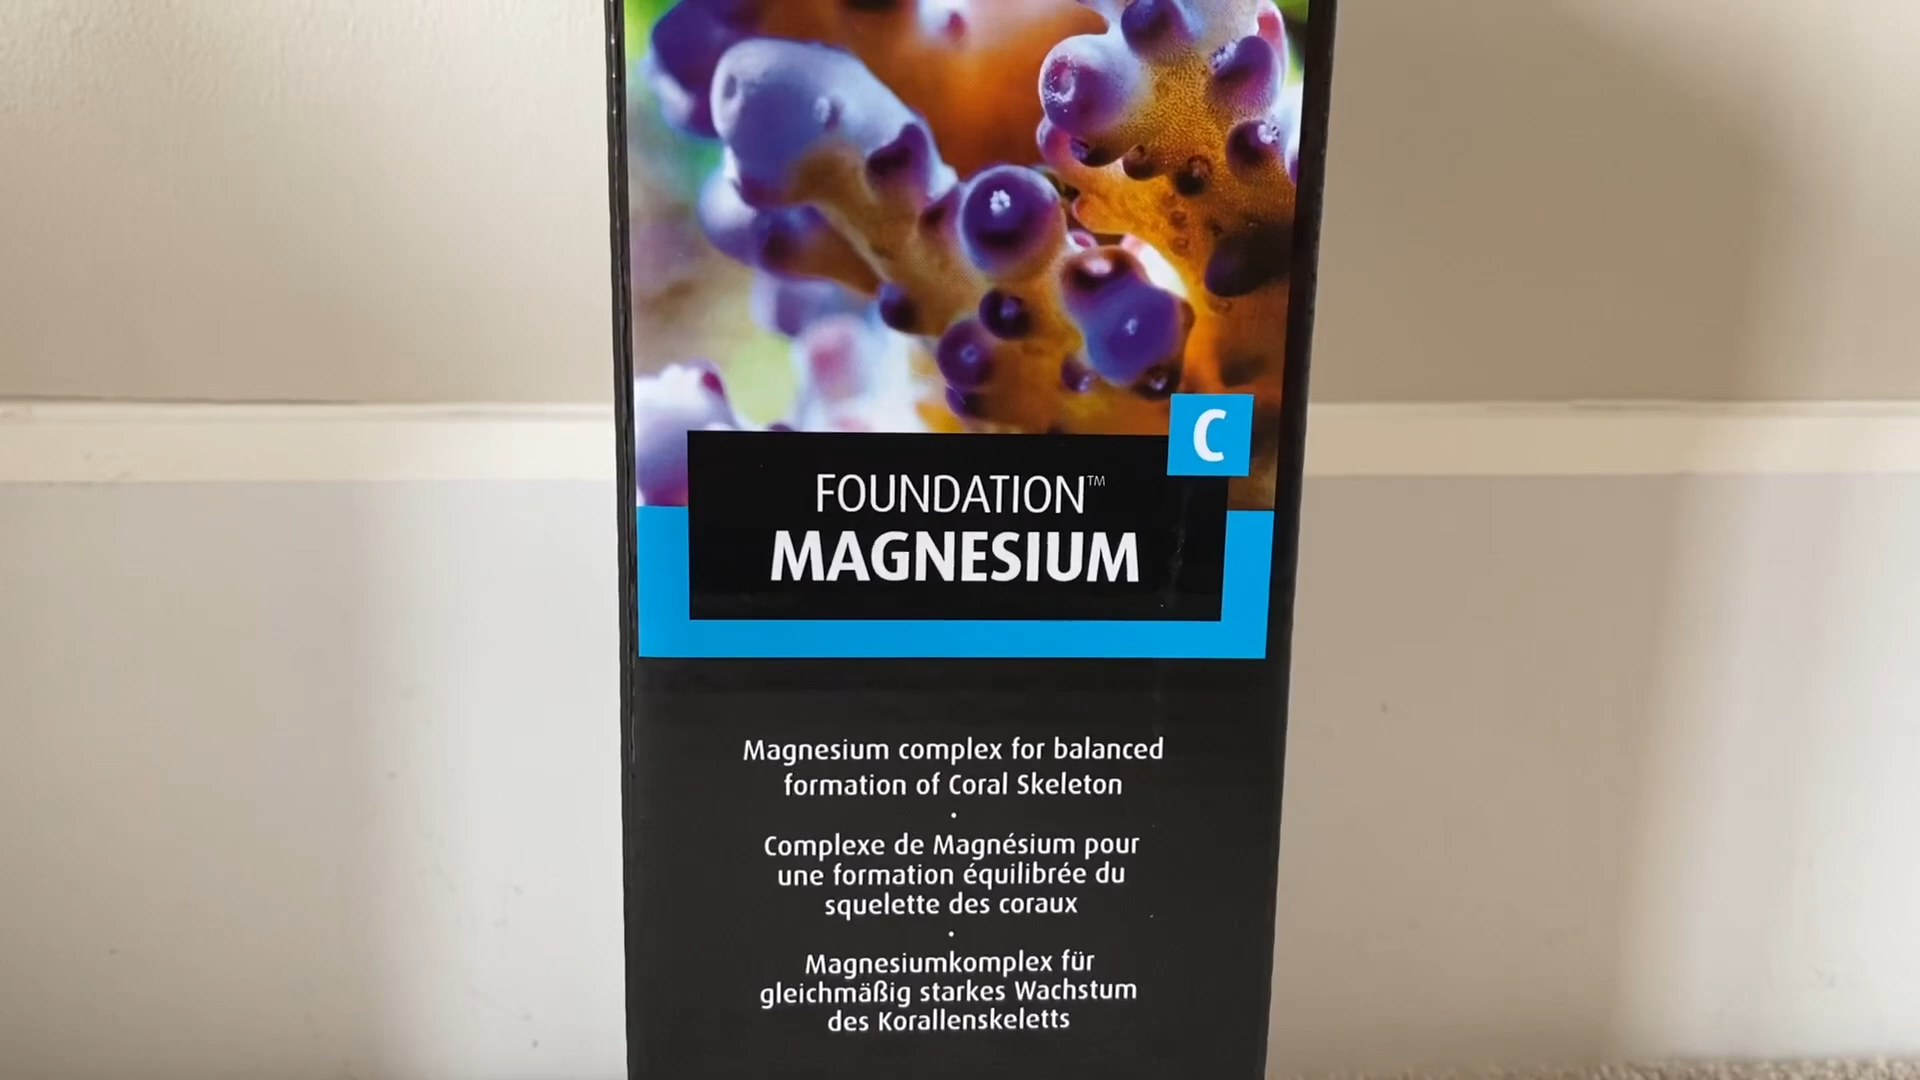 C
FOUNDATION™
MAGNESIUM
Magnesium complex for balanced
formation of Coral Skeleton
•
Complexe de Magnésium pour
une formation équilibrée du
squelette des coraux
•
Magnesiumkomplex für
gleichmäßig starkes Wachstum
des Korallenskeletts